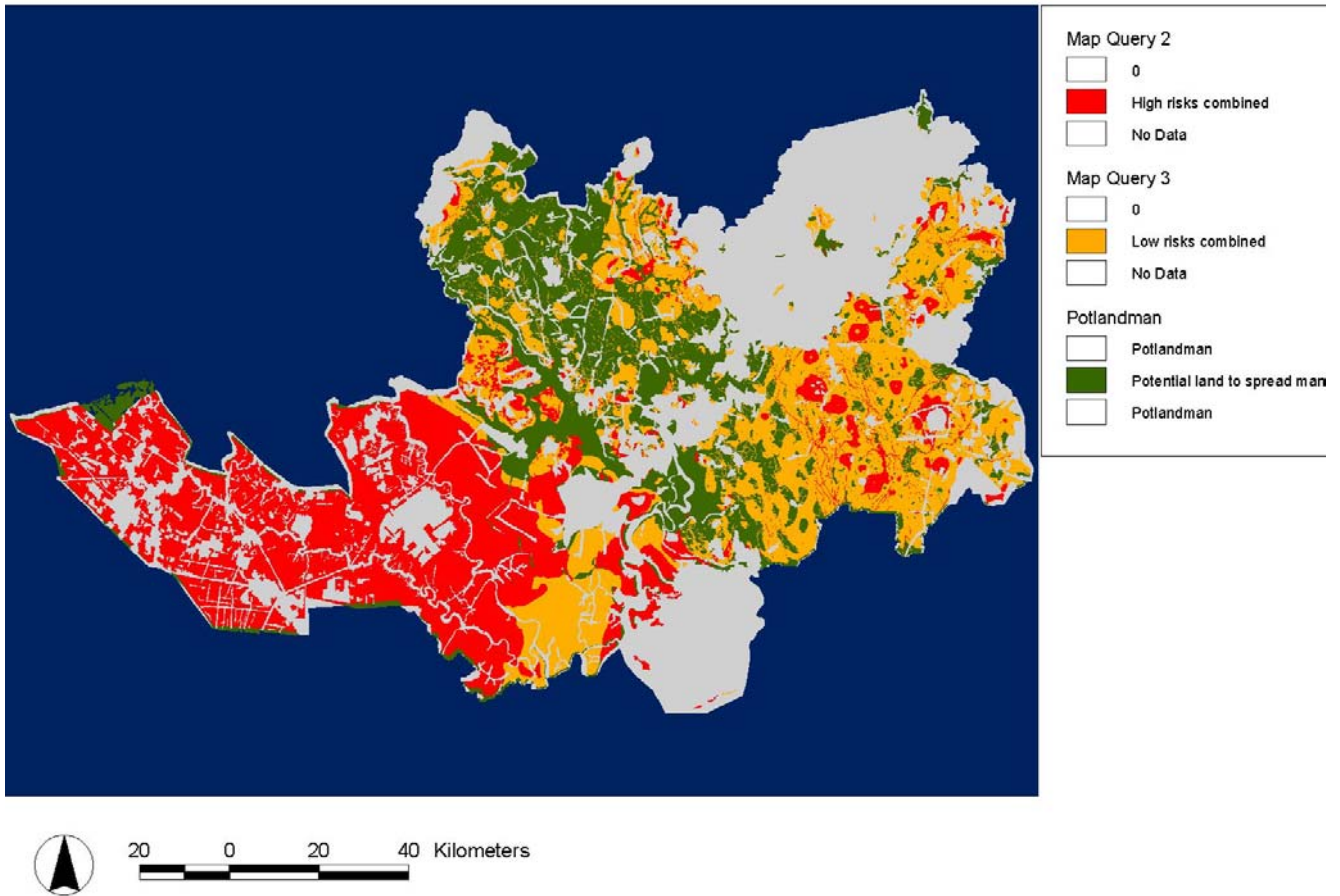 Map Query 2
0
High risks combined
No Data
Map Query 3
0
Low risks combined
No Data
Potlandman
Potlandman
Potential land to spread man
Potlandman
20 0 20 40 Kilometers